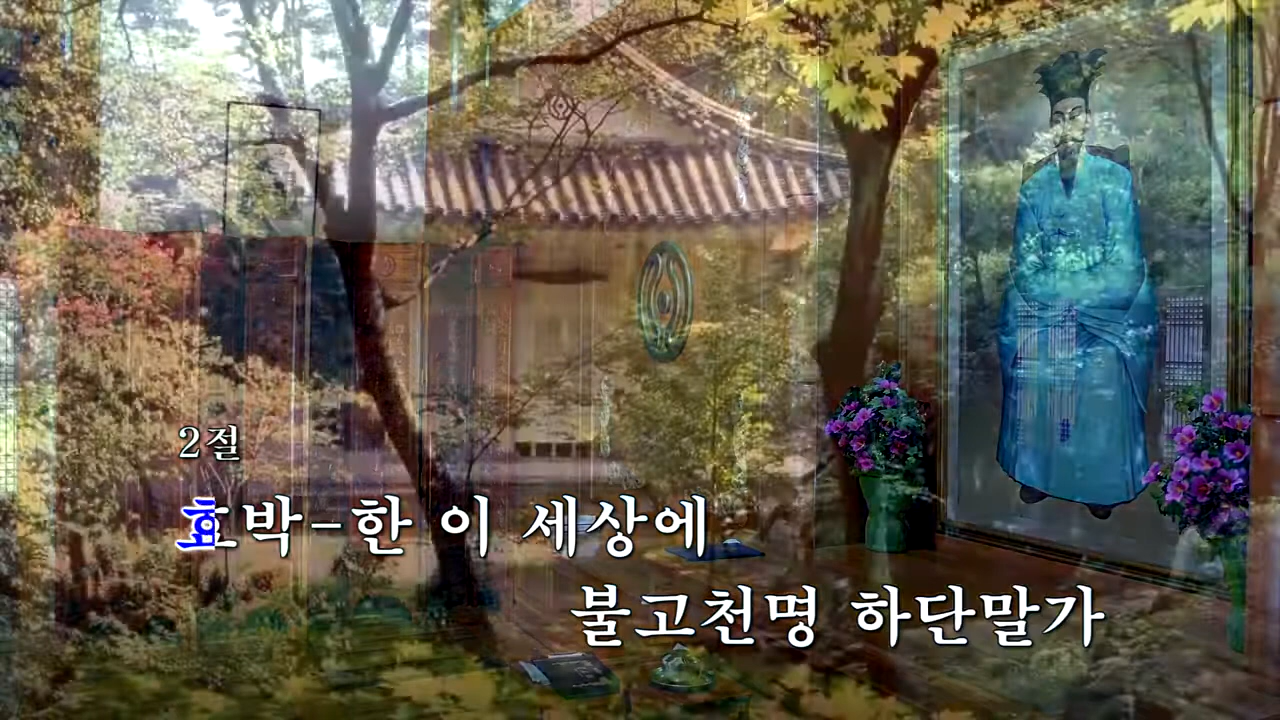 2절
효박-한 이 세상에
불고천명 하단말가